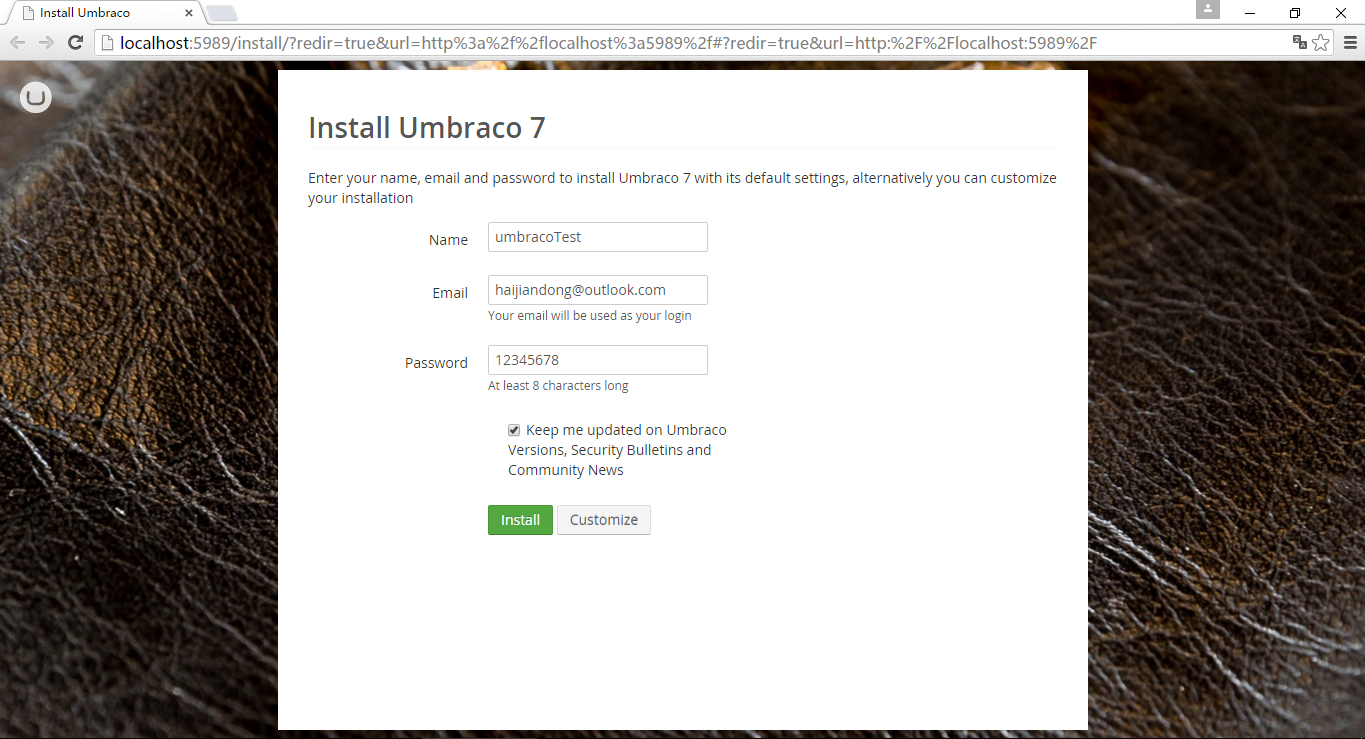 Install Umbraco
localhost:5989/install/?redir=true&url=http%3a%2f%2flocalhost%3a5989%2f#?redir=true&url=http:%2F%2Flocalhost:5989%2F
Install Umbraco 7
Enter your name, email and password to install Umbraco 7 with its default settings, alternatively you can customize
your installation
Name
umbracoTest
Email
haijiandong@outlook.com
Your email will be used as your login
Password
12345678
At least 8 characters long
Keep me updated on Umbraco
Versions, Security Bulletins and
Community News
Install
Customize